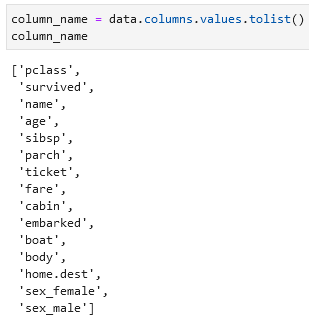 column_name = data.columns.values.tolist()
column_name
['pclass',
 'survived',
 'name',
 'age',
 'sibsp',
 'parch',
 'ticket',
 'fare',
 'cabin',
 'embarked',
 'boat',
 'body',
 'home.dest',
 'sex_female',
 'sex_male']